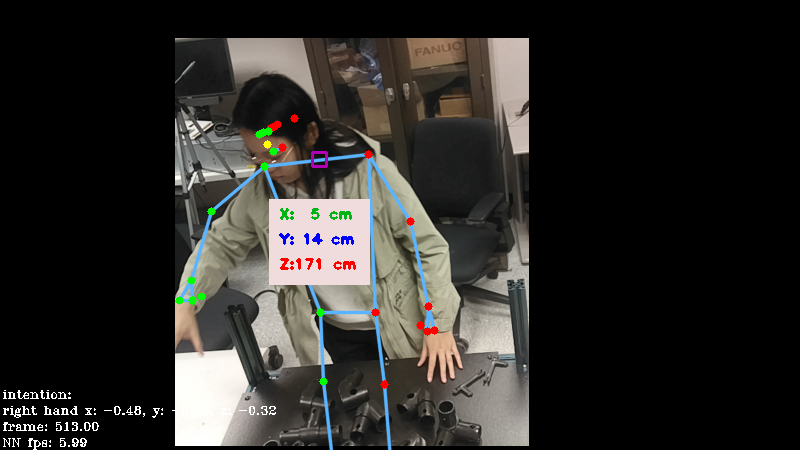 FANUC
X: 5 cm
Y: 14 cm
Z:171 cm
intention:
right hand x: -0.48, y: -0. z: -0.32
frame: 513.00
NN fps: 5.99